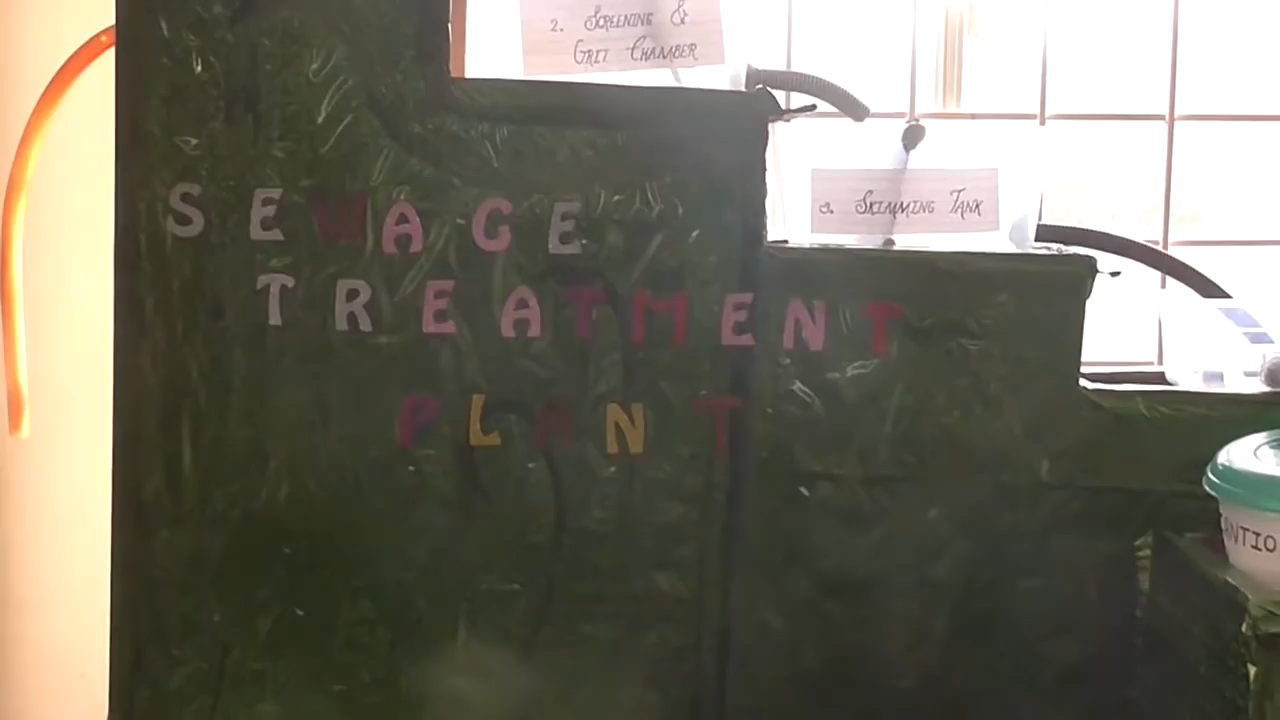 2. SCREENING &
GRIT CHAMBER
3. SKIMMING TANK
SEWAGE
TREATMENT
PLANT